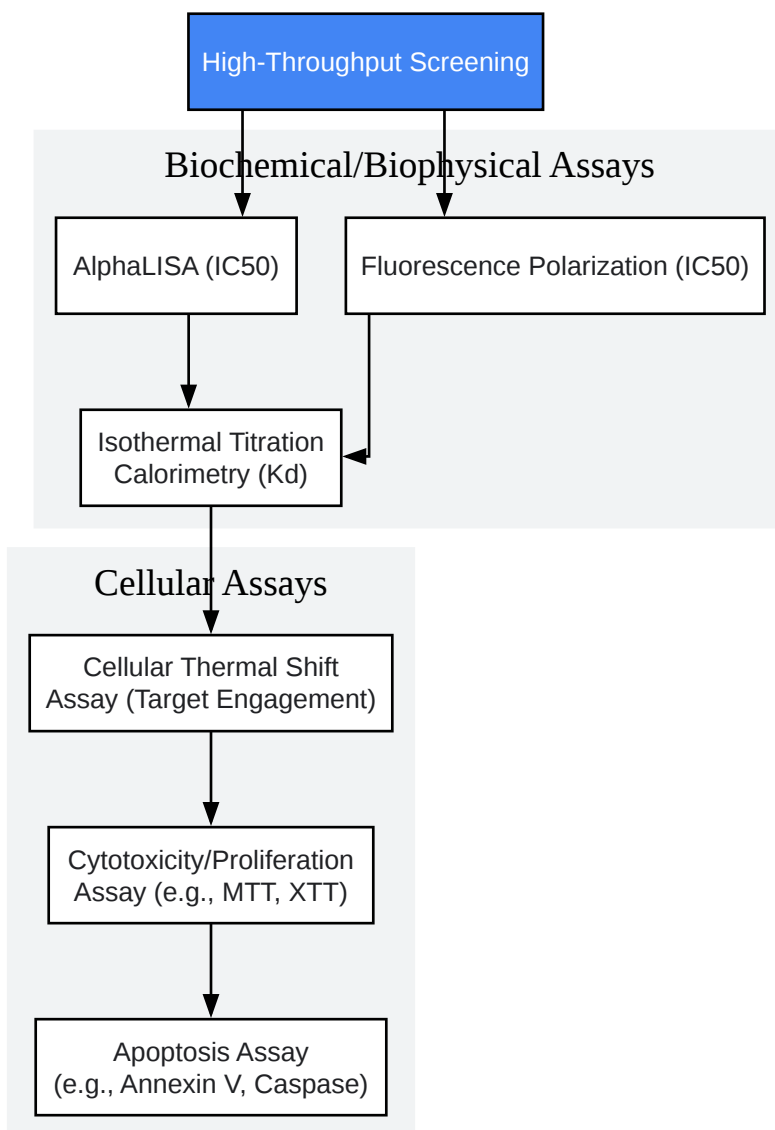 High-Throughput Screening
Biochemical/Biophysical Assays
AlphaLISA (IC50)
Fluorescence Polarization (IC50)
Isothermal Titration
Calorimetry (Kd)
Cellular Assays
Cellular Thermal Shift
Assay (Target Engagement)
Cytotoxicity/Proliferation
Assay (e.g., MTT, XTT)
Apoptosis Assay
(e.g., Annexin V, Caspase)